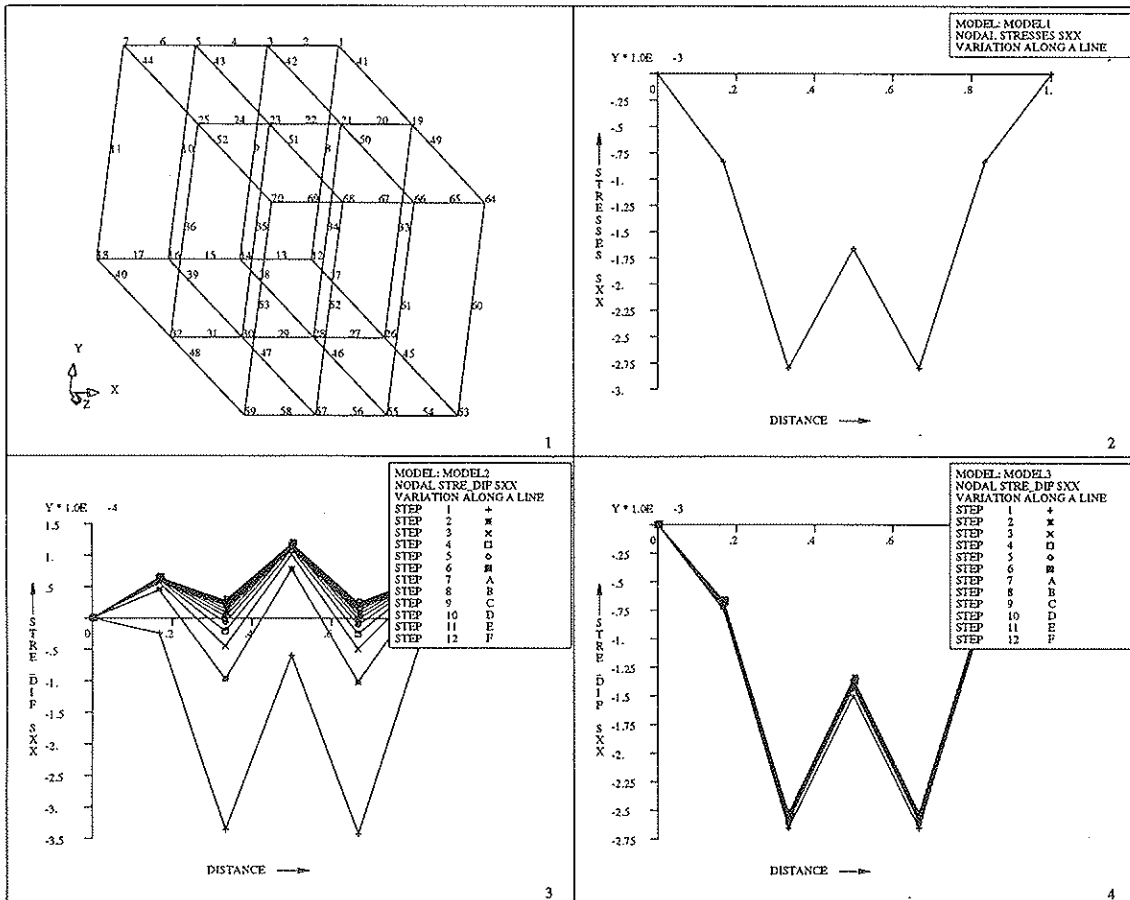 7 6 5 4 3 2 1
44 43 42 41
25 24 23 22 21 20 19
52 51 50 49
11 10 9 8
70 69 68 67 66 65 64
36 35 34 33
18 17 16 15 14 13 12
40 39 38 37
63 62 61 60
32 31 30 29 28 27 26
48 47 46 45
59 58 57 56 55 54 53
Y
X
Z
1
MODEL: MODEL1
NODAL STRESSES SXX
VARIATION ALONG A LINE
Y * 1.0E -3
0 .2 .4 .6 .8 1.
-.25
-.5
-.75
-1.
-1.25
-1.5
-1.75
-2.
-2.25
-2.5
-2.75
-3.
STRESSES SXX
DISTANCE
2
MODEL: MODEL2
NODAL STRE_DIF SXX
VARIATION ALONG A LINE
STEP 1 +
STEP 2
STEP 3 ×
STEP 4
STEP 5
STEP 6
STEP 7 A
STEP 8 B
STEP 9 C
STEP 10 D
STEP 11 E
STEP 12 F
Y * 1.0E -4
1.5
1.
.5
0 .2 .4 .6
-.5
-1.
-1.5
-2.
-2.5
-3.
-3.5
STRE_DIF SXX
DISTANCE
3
MODEL: MODEL3
NODAL STRE_DIF SXX
VARIATION ALONG A LINE
STEP 1 +
STEP 2
STEP 3 ×
STEP 4
STEP 5
STEP 6
STEP 7 A
STEP 8 B
STEP 9 C
STEP 10 D
STEP 11 E
STEP 12 F
Y * 1.0E -3
0 .2 .4 .6
-.25
-.5
-.75
-1.
-1.25
-1.5
-1.75
-2.
-2.25
-2.5
-2.75
STRE_DIF SXX
DISTANCE
4